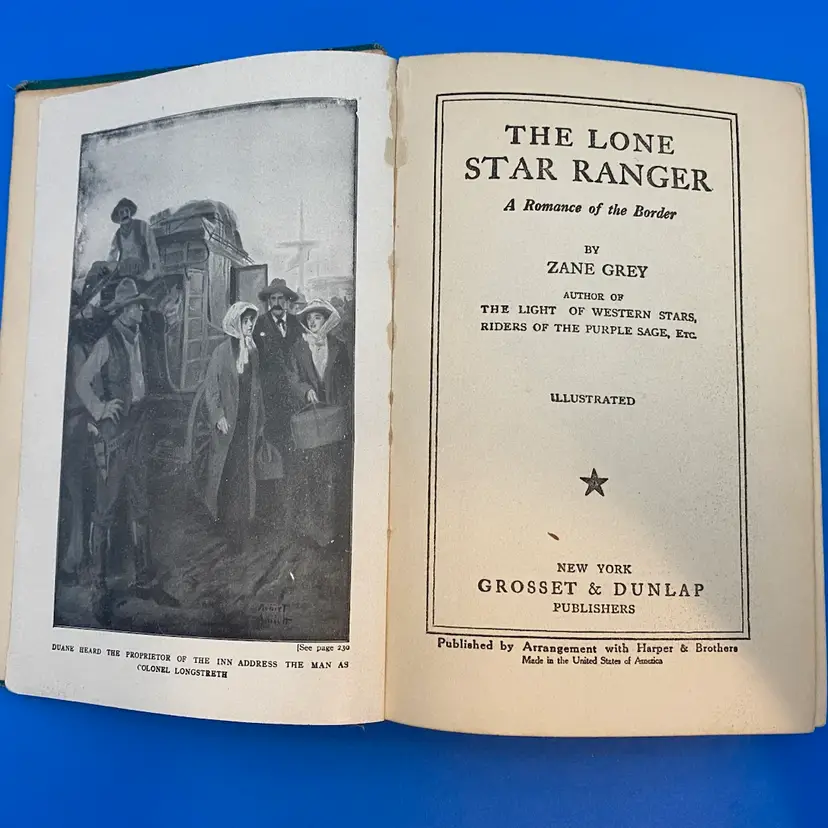 [See page 230
DUANE HEARD THE PROPRIETOR OF THE INN ADDRESS THE MAN AS
COLONEL LONGSTRETH
THE LONE
STAR RANGER
A Romance of the Border
BY
ZANE GREY
AUTHOR OF
THE LIGHT OF WESTERN STARS,
RIDERS OF THE PURPLE SAGE, ETC.
ILLUSTRATED
NEW YORK
GROSSET & DUNLAP
PUBLISHERS
Published by Arrangement with Harper & Brothers
Made in the United States of America